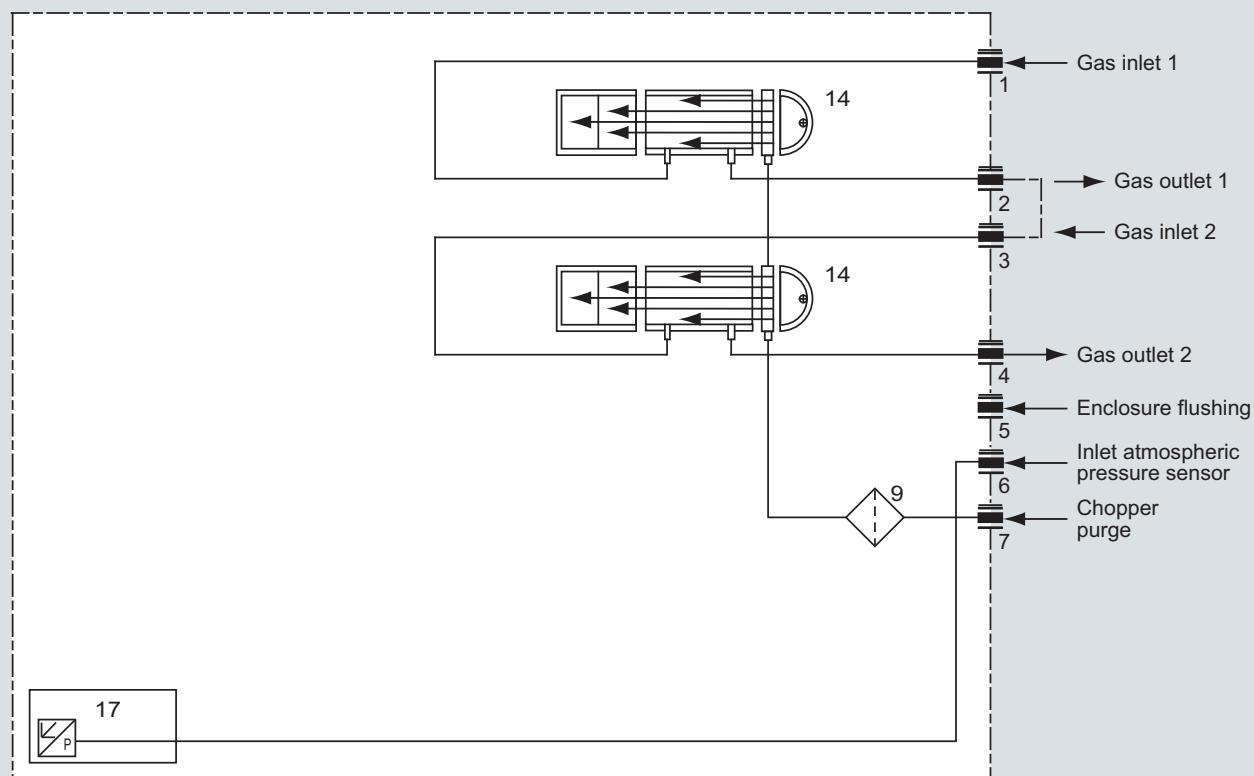 Gas inlet 1
1
14
Gas outlet 1
2
Gas inlet 2
3
14
Gas outlet 2
4
Enclosure flushing
5
Inlet atmospheric
pressure sensor
6
9
Chopper
purge
7
17
P